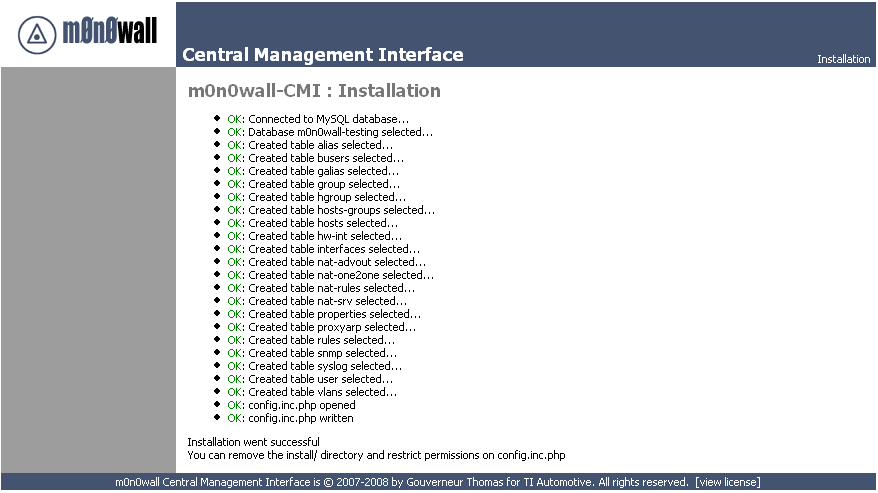 m0n0wall
Central Management Interface
Installation
m0n0wall-CMI : Installation
OK: Connected to MySQL database...
OK: Database m0n0wall-testing selected...
OK: Created table alias selected...
OK: Created table busers selected...
OK: Created table galias selected...
OK: Created table group selected...
OK: Created table hgroup selected...
OK: Created table hosts-groups selected...
OK: Created table hosts selected...
OK: Created table hw-int selected...
OK: Created table interfaces selected...
OK: Created table nat-advout selected...
OK: Created table nat-one2one selected...
OK: Created table nat-rules selected...
OK: Created table nat-srv selected...
OK: Created table properties selected...
OK: Created table proxyarp selected...
OK: Created table rules selected...
OK: Created table snmp selected...
OK: Created table syslog selected...
OK: Created table user selected...
OK: Created table vlans selected...
OK: config.inc.php opened
OK: config.inc.php written
Installation went successful
You can remove the install/ directory and restrict permissions on config.inc.php
m0n0wall Central Management Interface is © 2007-2008 by Gouverneur Thomas for TI Automotive. All rights reserved. [view license]